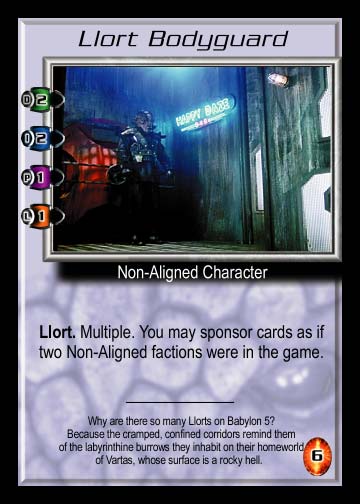 Llort Bodyguard
D 2
I 2
P 1
L 1
HAPPY DAZE
BAR
Non-Aligned Character
Llort. Multiple. You may sponsor cards as if
two Non-Aligned factions were in the game.
Why are there so many Llorts on Babylon 5?
Because the cramped, confined corridors remind them
of the labyrinthine burrows they inhabit on their homeworld
of Vartas, whose surface is a rocky hell.
6